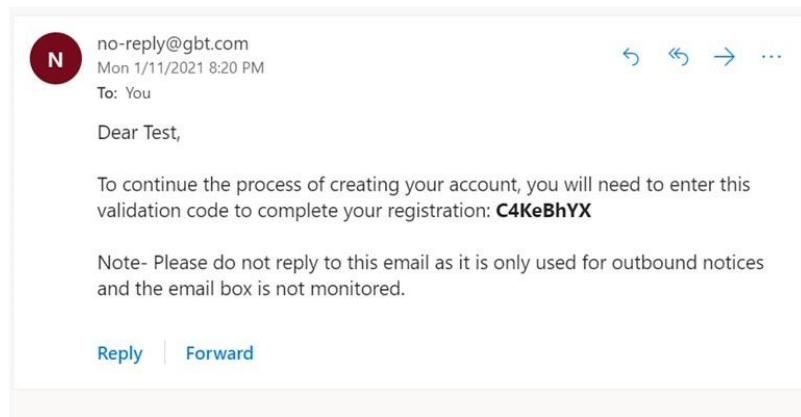 N
no-reply@gbt.com
Mon 1/11/2021 8:20 PM
To: You
Dear Test,
To continue the process of creating your account, you will need to enter this
validation code to complete your registration: C4KeBhYX
Note- Please do not reply to this email as it is only used for outbound notices
and the email box is not monitored.
Reply Forward